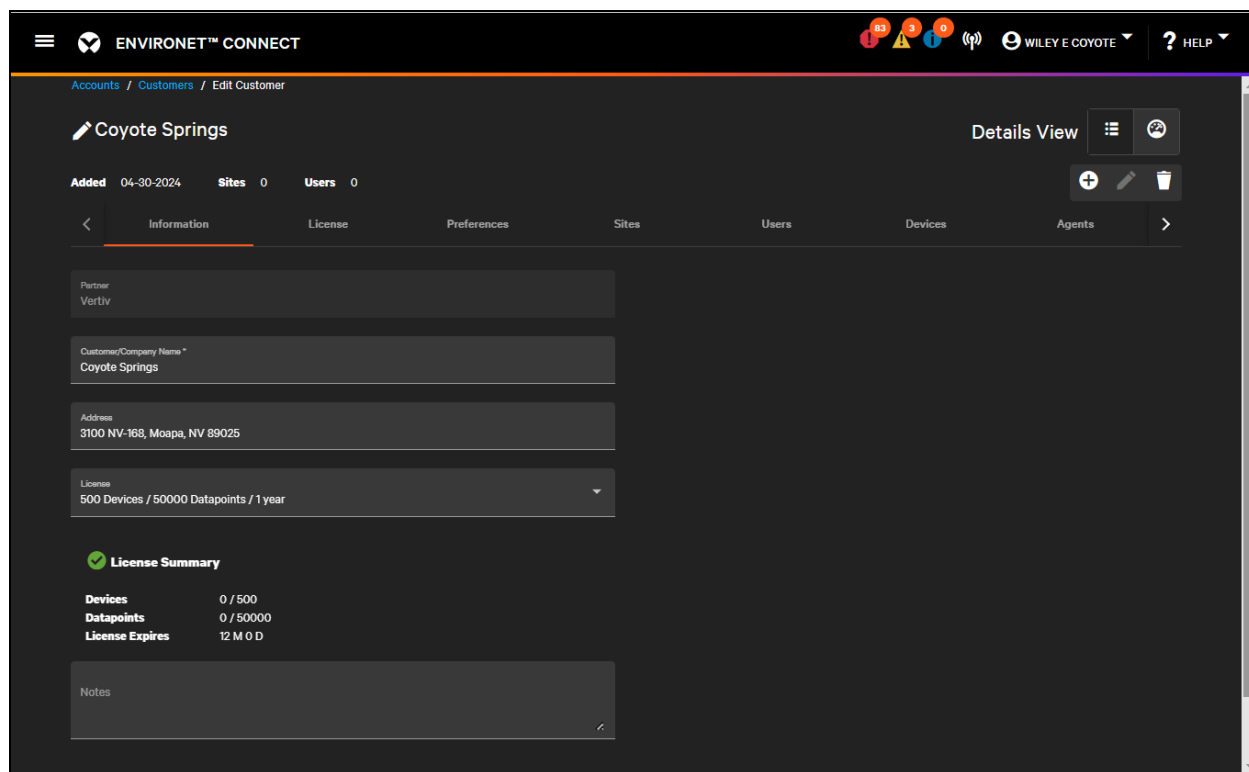 ENVIRONET™ CONNECT 83 3 0 WILEY E COYOTE ? HELP
Accounts / Customers / Edit Customer
Coyote Springs Details View
Added 04-30-2024 Sites 0 Users 0
Information License Preferences Sites Users Devices Agents
Partner
Vertiv
Customer/Company Name *
Coyote Springs
Address
3100 NV-168, Moapa, NV 89025
License
500 Devices / 50000 Datapoints / 1 year
License Summary
Devices 0 / 500
Datapoints 0 / 50000
License Expires 12 M 0 D
Notes